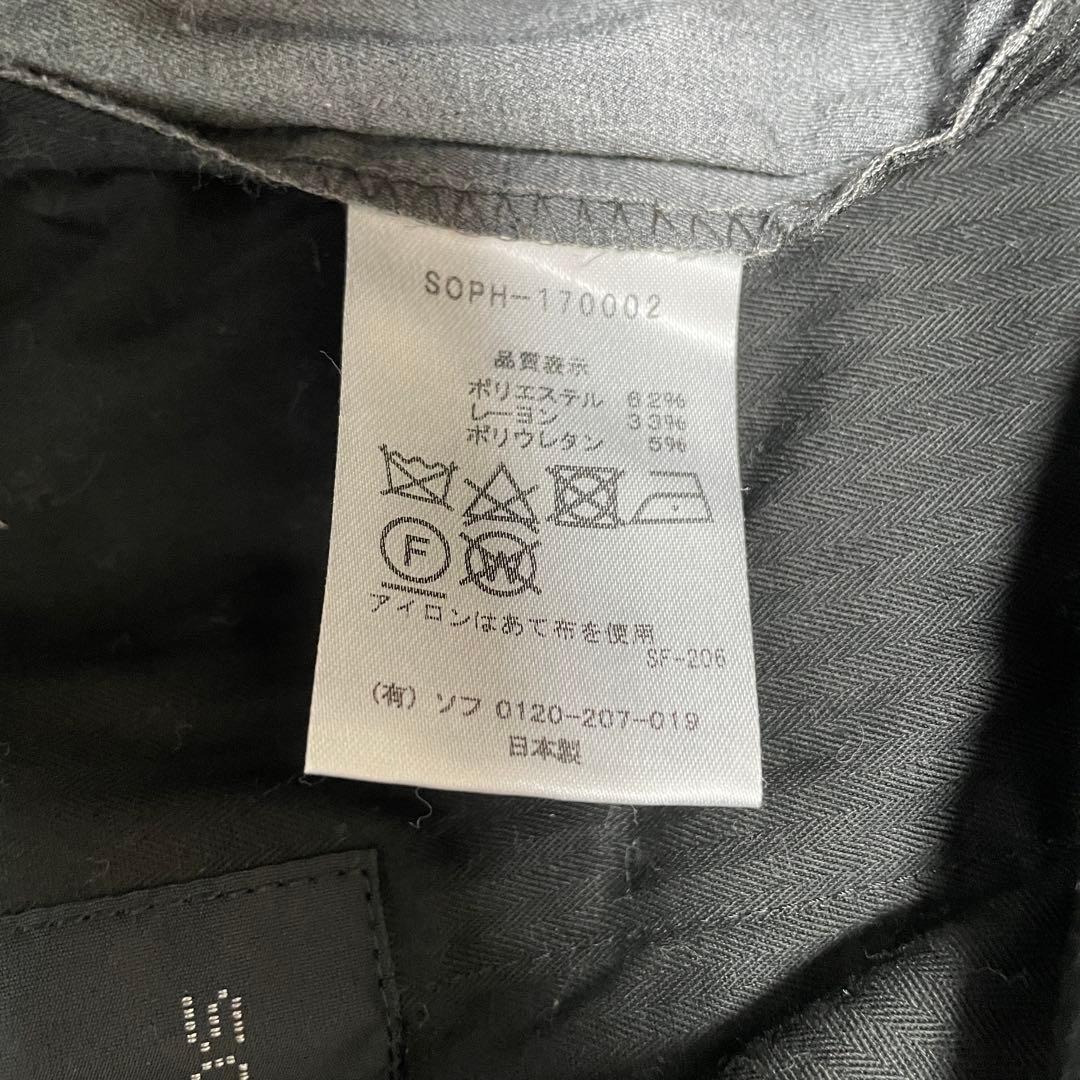 SOPH-170002
品質表示
ポリエステル 62%
レーヨン 33%
ポリウレタン 5%
F
W
アイロンはあて布を使用
SF-206
(有) ソフ 0120-207-019
日本製